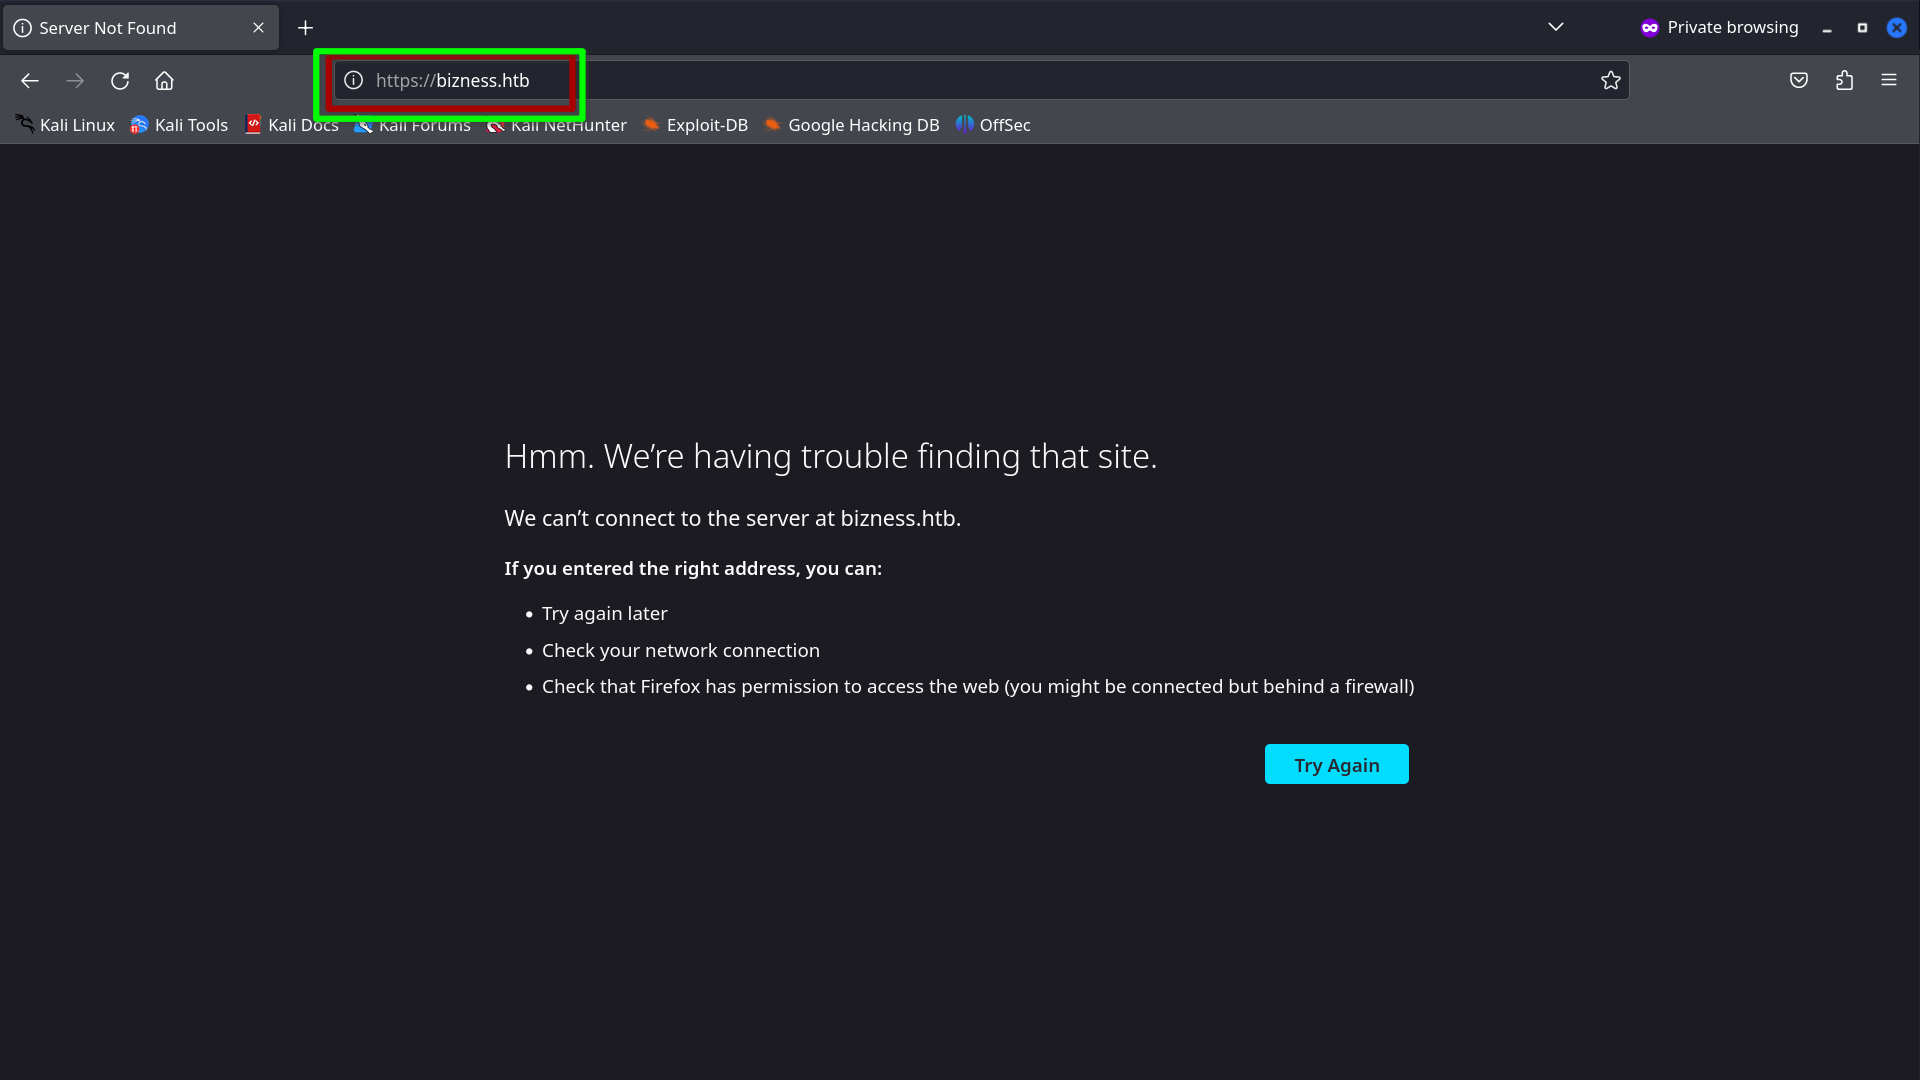 Server Not Found
Private browsing
https://bizness.htb
Kali Linux Kali Tools Kali Docs Kali Forums Kali NetHunter Exploit-DB Google Hacking DB OffSec
Hmm. We’re having trouble finding that site.
We can’t connect to the server at bizness.htb.
If you entered the right address, you can:
• Try again later
• Check your network connection
• Check that Firefox has permission to access the web (you might be connected but behind a firewall)
Try Again